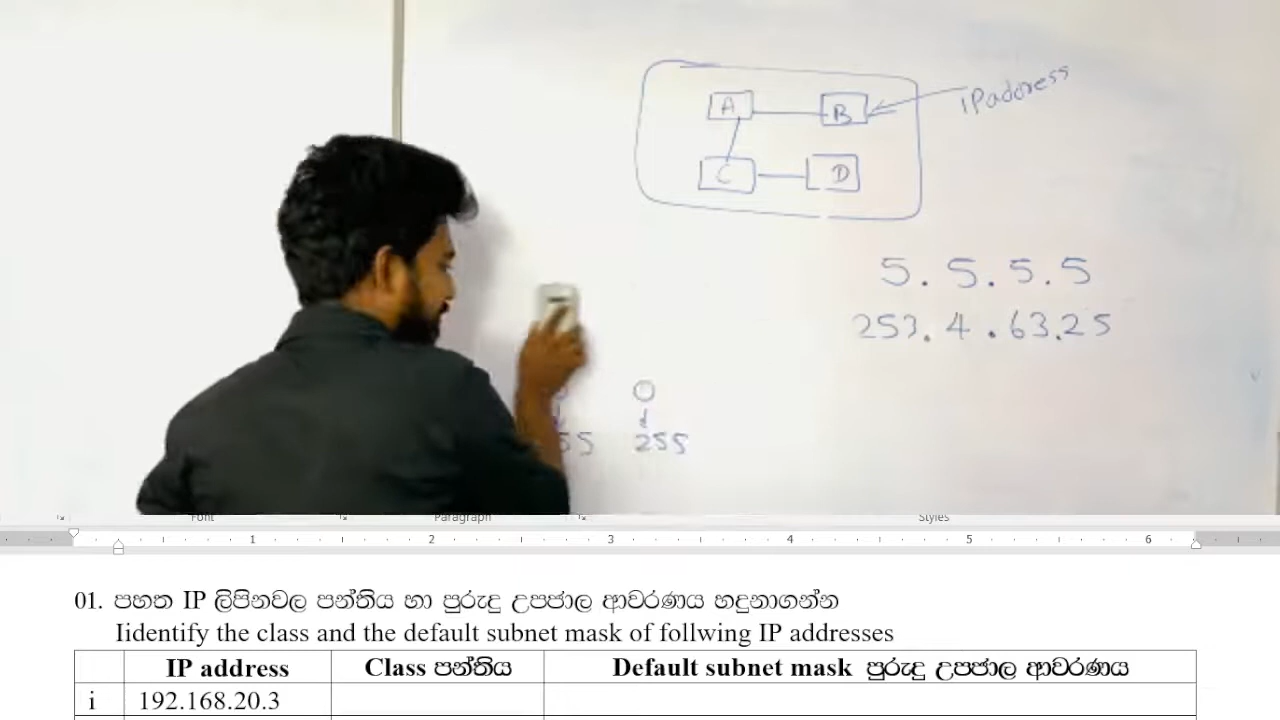 A B
IPaddress
C D
5.5.5.5
253.4.63.25
0
55 255
Font Paragraph Styles
1 2 3 4 5 6
01. පහත IP ලිපිනවල පන්තිය හා පුරුදු උපජාල ආවරණය හදුනාගන්න
Iidentify the class and the default subnet mask of follwing IP addresses
IP address Class පන්තිය Default subnet mask පුරුදු උපජාල ආවරණය
i 192.168.20.3